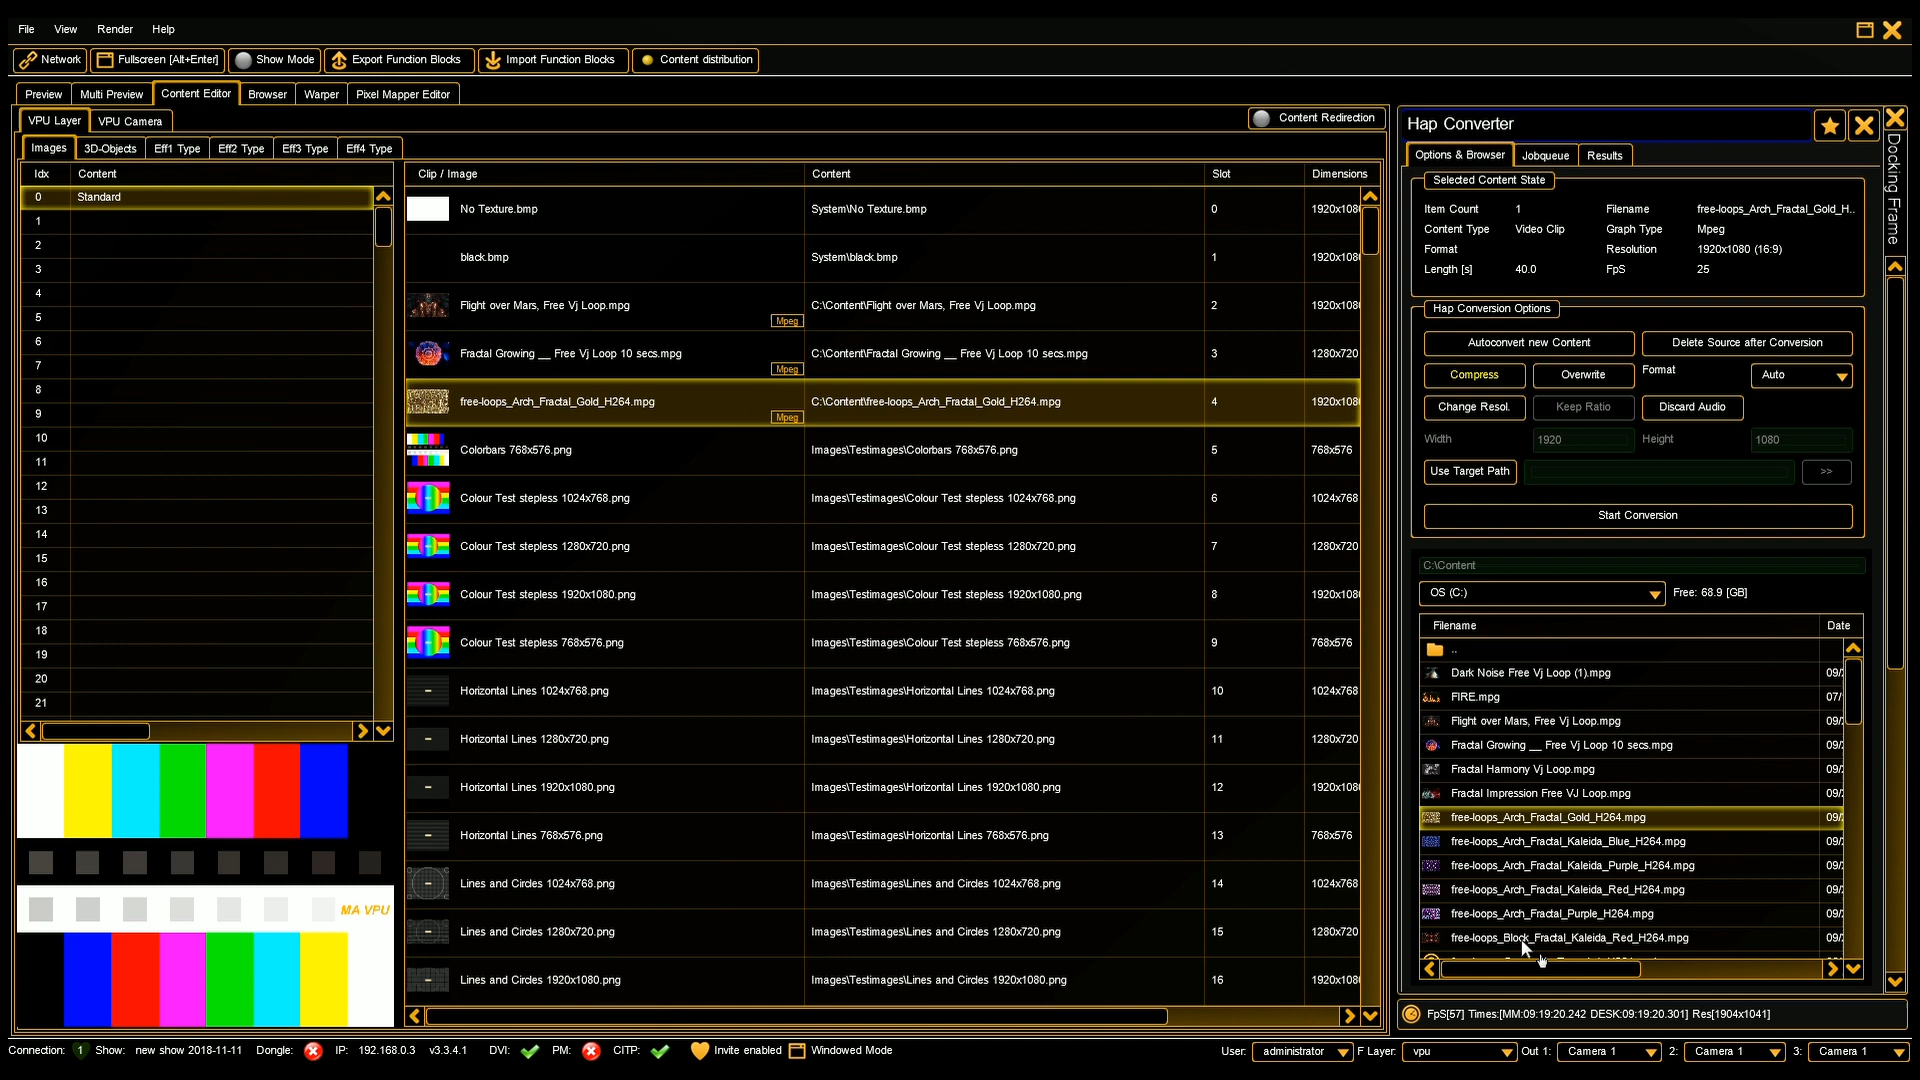 File View Render Help
Network Fullscreen [Alt+Enter] Show Mode Export Function Blocks Import Function Blocks Content distribution
Preview Multi Preview Content Editor Browser Warper Pixel Mapper Editor
VPU Layer VPU Camera Content Redirection
Images 3D-Objects Eff1 Type Eff2 Type Eff3 Type Eff4 Type
Idx Content
0 Standard
1
2
3
4
5
6
7
8
9
10
11
12
13
14
15
16
17
18
19
20
21
MA VPU
Clip / Image Content Slot Dimensions
No Texture.bmp System\No Texture.bmp 0 1920x1080
black.bmp System\black.bmp 1 1920x1080
Flight over Mars, Free Vj Loop.mpg Mpeg C:\Content\Flight over Mars, Free Vj Loop.mpg 2 1920x1080
Fractal Growing __ Free Vj Loop 10 secs.mpg Mpeg C:\Content\Fractal Growing __ Free Vj Loop 10 secs.mpg 3 1280x720
free-loops_Arch_Fractal_Gold_H264.mpg Mpeg C:\Content\free-loops_Arch_Fractal_Gold_H264.mpg 4 1920x1080
Colorbars 768x576.png Images\Testimages\Colorbars 768x576.png 5 768x576
Colour Test stepless 1024x768.png Images\Testimages\Colour Test stepless 1024x768.png 6 1024x768
Colour Test stepless 1280x720.png Images\Testimages\Colour Test stepless 1280x720.png 7 1280x720
Colour Test stepless 1920x1080.png Images\Testimages\Colour Test stepless 1920x1080.png 8 1920x1080
Colour Test stepless 768x576.png Images\Testimages\Colour Test stepless 768x576.png 9 768x576
Horizontal Lines 1024x768.png Images\Testimages\Horizontal Lines 1024x768.png 10 1024x768
Horizontal Lines 1280x720.png Images\Testimages\Horizontal Lines 1280x720.png 11 1280x720
Horizontal Lines 1920x1080.png Images\Testimages\Horizontal Lines 1920x1080.png 12 1920x1080
Horizontal Lines 768x576.png Images\Testimages\Horizontal Lines 768x576.png 13 768x576
Lines and Circles 1024x768.png Images\Testimages\Lines and Circles 1024x768.png 14 1024x768
Lines and Circles 1280x720.png Images\Testimages\Lines and Circles 1280x720.png 15 1280x720
Lines and Circles 1920x1080.png Images\Testimages\Lines and Circles 1920x1080.png 16 1920x1080
Hap Converter
Docking Frame
Options & Browser Jobqueue Results
Selected Content State
Item Count 1 Filename free-loops_Arch_Fractal_Gold_H..
Content Type Video Clip Graph Type Mpeg
Format Resolution 1920x1080 (16:9)
Length [s] 40.0 FpS 25
Hap Conversion Options
Autoconvert new Content Delete Source after Conversion
Compress Overwrite Format Auto
Change Resol. Keep Ratio Discard Audio
Width 1920 Height 1080
Use Target Path >>
Start Conversion
C:\Content
OS (C:) Free: 68.9 [GB]
Filename Date
..
Dark Noise Free Vj Loop (1).mpg 09/
FIRE.mpg 07/
Flight over Mars, Free Vj Loop.mpg 09/
Fractal Growing __ Free Vj Loop 10 secs.mpg 09/
Fractal Harmony Vj Loop.mpg 09/
Fractal Impression Free VJ Loop.mpg 09/
free-loops_Arch_Fractal_Gold_H264.mpg 09/
free-loops_Arch_Fractal_Kaleida_Blue_H264.mpg 09/
free-loops_Arch_Fractal_Kaleida_Purple_H264.mpg 09/
free-loops_Arch_Fractal_Kaleida_Red_H264.mpg 09/
free-loops_Arch_Fractal_Purple_H264.mpg 09/
free-loops_Block_Fractal_Kaleida_Red_H264.mpg 09/
FpS[57] Times:[MM:09:19:20.242 DESK:09:19:20.301] Res[1904x1041]
Connection: 1 Show: new show 2018-11-11 Dongle: IP: 192.168.0.3 v3.3.4.1 DVI: PM: CITP: Invite enabled Windowed Mode User: administrator F Layer: vpu Out 1: Camera 1 2: Camera 1 3: Camera 1